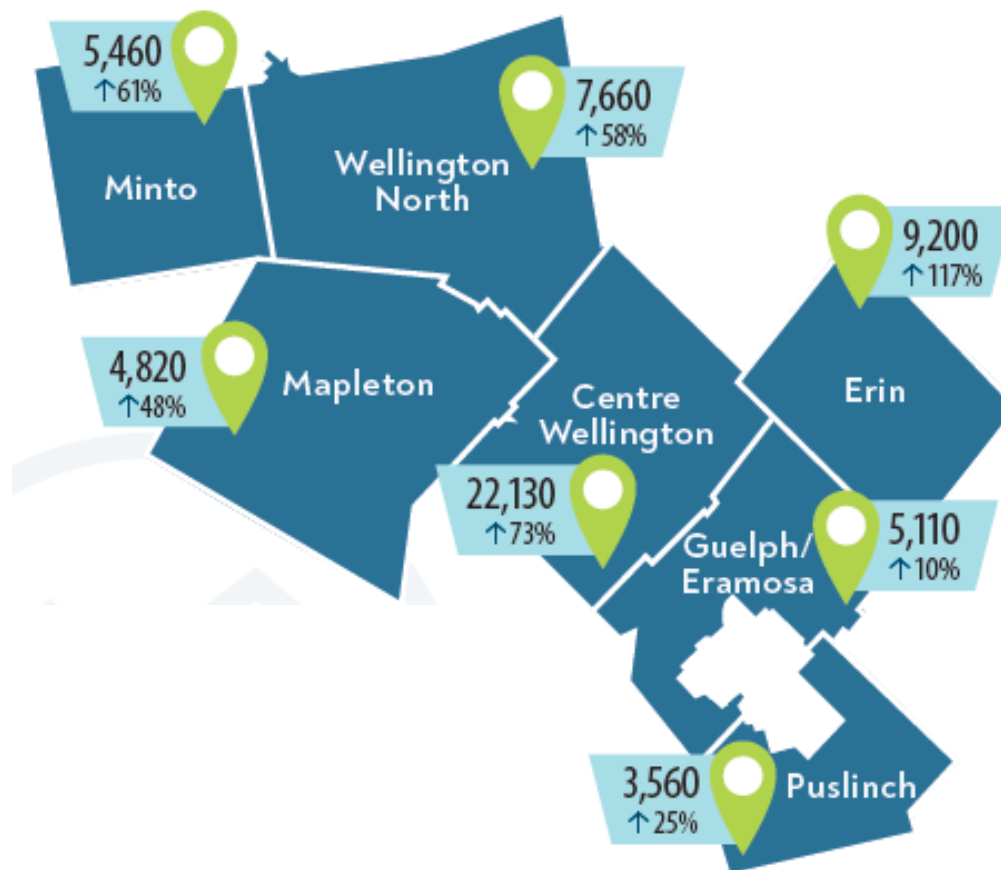 5,460
↑61%
Minto
7,660
↑58%
Wellington
North
9,200
↑117%
Erin
4,820
↑48%
Mapleton
Centre
Wellington
22,130
↑73%
Guelph/
Eramosa
5,110
↑10%
3,560
↑25%
Puslinch